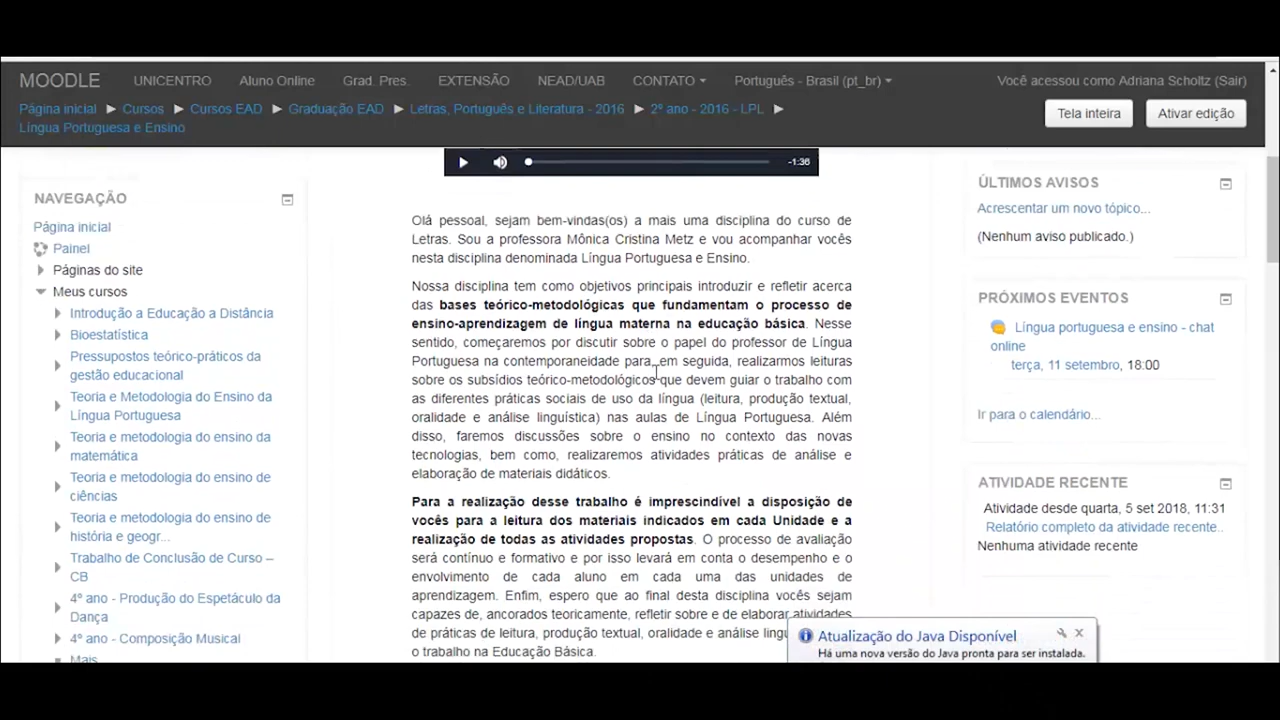 MOODLE UNICENTRO Aluno Online Grad. Pres. EXTENSÃO NEAD/UAB CONTATO Português - Brasil (pt_br) Você acessou como Adriana Scholtz (Sair)
Página inicial ► Cursos ► Cursos EAD ► Graduação EAD ► Letras, Português e Literatura - 2016 ► 2º ano - 2016 - LPL ►
Língua Portuguesa e Ensino
Tela inteira Ativar edição
NAVEGAÇÃO
Página inicial
Painel
Páginas do site
Meus cursos
Introdução a Educação a Distância
Bioestatística
Pressupostos teórico-práticos da
gestão educacional
Teoria e Metodologia do Ensino da
Língua Portuguesa
Teoria e metodologia do ensino da
matemática
Teoria e metodologia do ensino de
ciências
Teoria e metodologia do ensino de
história e geogr...
Trabalho de Conclusão de Curso –
CB
4º ano - Produção do Espetáculo da
Dança
4º ano - Composição Musical
Mais
-1:36
Olá pessoal, sejam bem-vindas(os) a mais uma disciplina do curso de
Letras. Sou a professora Mônica Cristina Metz e vou acompanhar vocês
nesta disciplina denominada Língua Portuguesa e Ensino.
Nossa disciplina tem como objetivos principais introduzir e refletir acerca
das bases teórico-metodológicas que fundamentam o processo de
ensino-aprendizagem de língua materna na educação básica. Nesse
sentido, começaremos por discutir sobre o papel do professor de Língua
Portuguesa na contemporaneidade para, em seguida, realizarmos leituras
sobre os subsídios teórico-metodológicos que devem guiar o trabalho com
as diferentes práticas sociais de uso da língua (leitura, produção textual,
oralidade e análise linguística) nas aulas de Língua Portuguesa. Além
disso, faremos discussões sobre o ensino no contexto das novas
tecnologias, bem como, realizaremos atividades práticas de análise e
elaboração de materiais didáticos.
Para a realização desse trabalho é imprescindível a disposição de
vocês para a leitura dos materiais indicados em cada Unidade e a
realização de todas as atividades propostas. O processo de avaliação
será contínuo e formativo e por isso levará em conta o desempenho e o
envolvimento de cada aluno em cada uma das unidades de
aprendizagem. Enfim, espero que ao final desta disciplina vocês sejam
capazes de, ancorados teoricamente, refletir sobre e de elaborar atividades
de práticas de leitura, produção textual, oralidade e análise
o trabalho na Educação Básica.
ÚLTIMOS AVISOS
Acrescentar um novo tópico...
(Nenhum aviso publicado.)
PRÓXIMOS EVENTOS
Língua portuguesa e ensino - chat
online
terça, 11 setembro, 18:00
Ir para o calendário...
ATIVIDADE RECENTE
Atividade desde quarta, 5 set 2018, 11:31
Relatório completo da atividade recente..
Nenhuma atividade recente
Atualização do Java Disponível
Há uma nova versão do Java pronta para ser instalada.